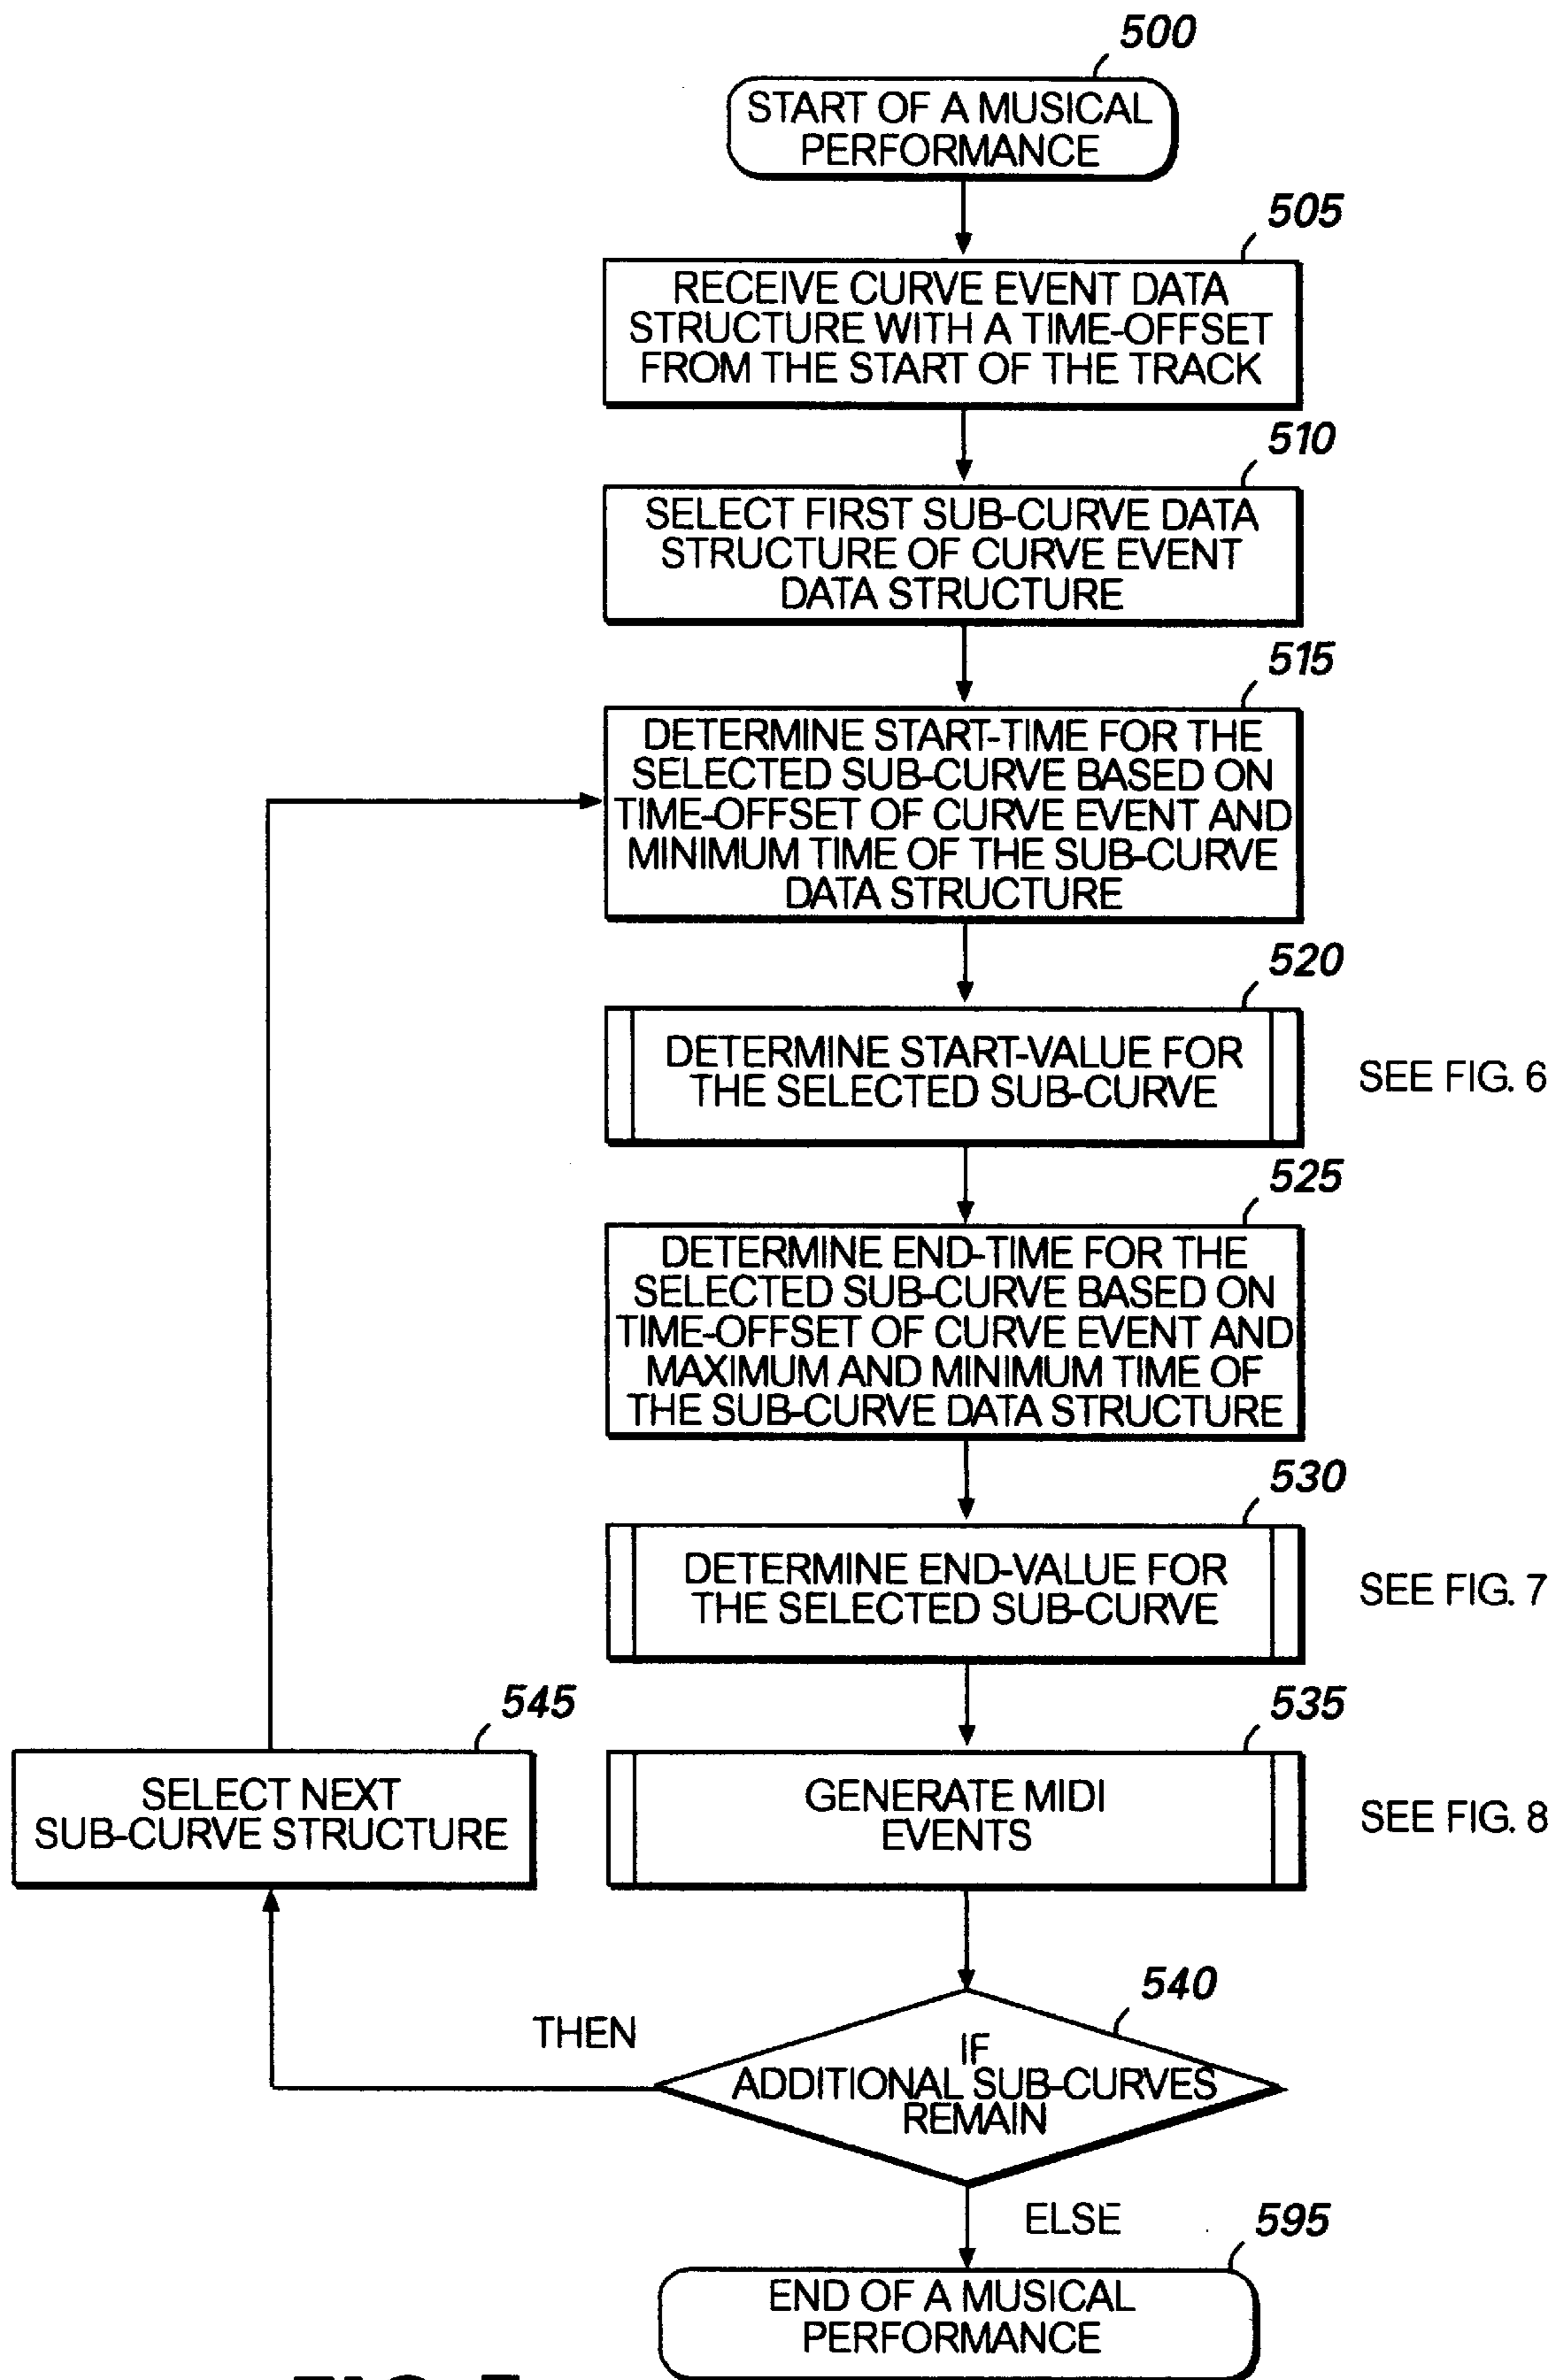 500
START OF A MUSICAL
PERFORMANCE
505
RECEIVE CURVE EVENT DATA
STRUCTURE WITH A TIME-OFFSET
FROM THE START OF THE TRACK
510
SELECT FIRST SUB-CURVE DATA
STRUCTURE OF CURVE EVENT
DATA STRUCTURE
515
DETERMINE START-TIME FOR THE
SELECTED SUB-CURVE BASED ON
TIME-OFFSET OF CURVE EVENT AND
MINIMUM TIME OF THE SUB-CURVE
DATA STRUCTURE
520
DETERMINE START-VALUE FOR
THE SELECTED SUB-CURVE
SEE FIG. 6
525
DETERMINE END-TIME FOR THE
SELECTED SUB-CURVE BASED ON
TIME-OFFSET OF CURVE EVENT AND
MAXIMUM AND MINIMUM TIME OF
THE SUB-CURVE DATA STRUCTURE
530
DETERMINE END-VALUE FOR
THE SELECTED SUB-CURVE
SEE FIG. 7
535
GENERATE MIDI
EVENTS
SEE FIG. 8
545
SELECT NEXT
SUB-CURVE STRUCTURE
540
IF
ADDITIONAL SUB-CURVES
REMAIN
THEN
ELSE
595
END OF A MUSICAL
PERFORMANCE